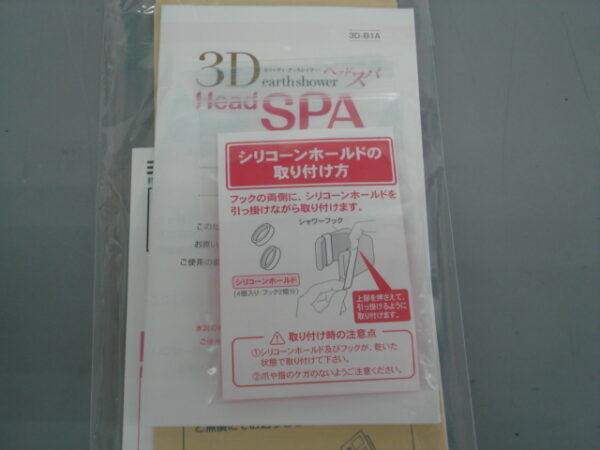 3D-B1A
3D
スリーディ・アースシャワー
earthshower
ヘッドスパ
Head SPA
シリコーンホールドの
取り付け方
フックの両側に、シリコーンホールドを
引っ掛けながら取り付けます。
シャワーフック
シリコーンホールド
(4個入り:フック2個分)
上部を押さえて、
引っ掛けるように
取り付けます。
取り付け時の注意点
①シリコーンホールド及びフックが、乾いた
状態で取り付けて下さい。
②爪や指のケガのないようご注意ください。
このた
お買い
ご使用の前